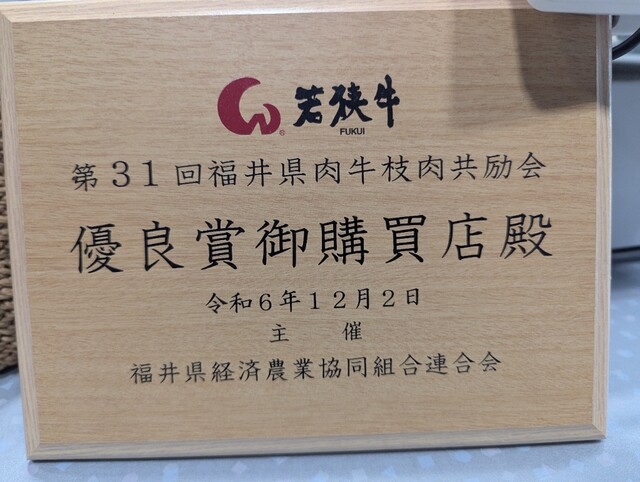 若狭牛
FUKUI
第31回福井県肉牛枝肉共励会
優良賞御購買店殿
令和6年12月2日
主 催
福井県経済農業協同組合連合会